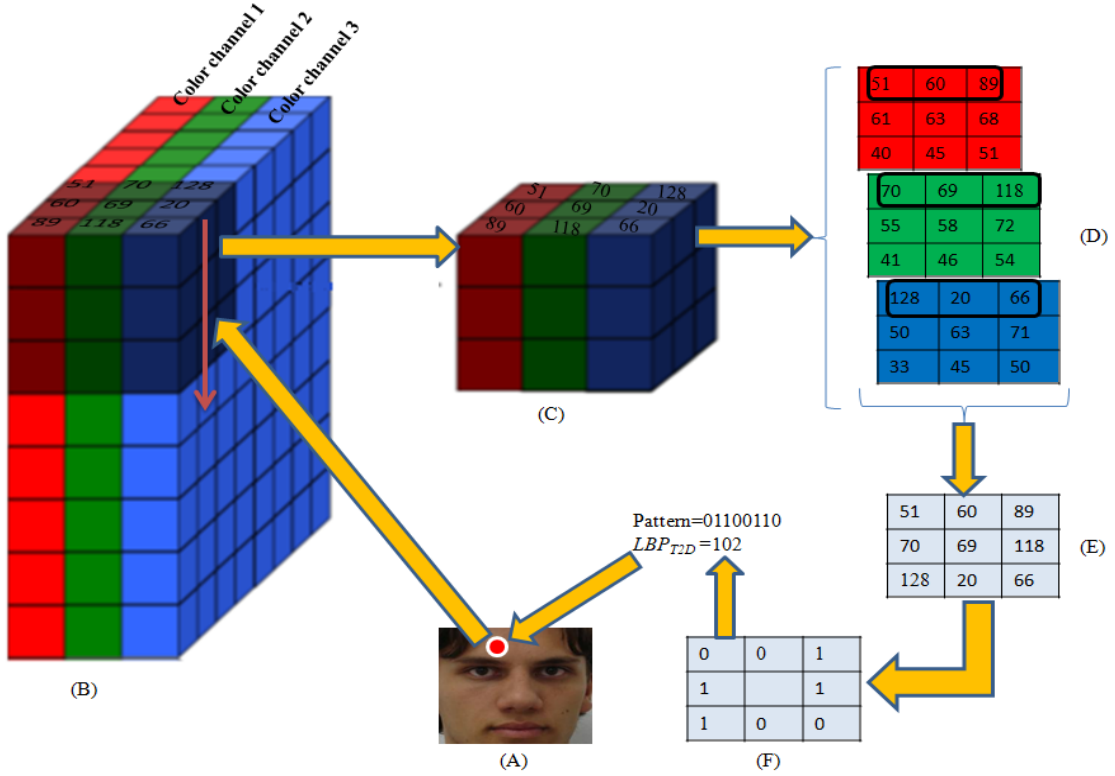 Color channel 1
Color channel 2
Color channel 3
51 70 128
60 69 20
89 118 66
(B)
51 70 128
60 69 20
89 118 66
(C)
51 60 89
61 63 68
40 45 51
70 69 118
55 58 72
41 46 54
128 20 66
50 63 71
33 45 50
(D)
51 60 89
70 69 118
128 20 66
(E)
Pattern=01100110
LBP_{T2D}=102
0 0 1
1 1
1 0 0
(F)
(A)